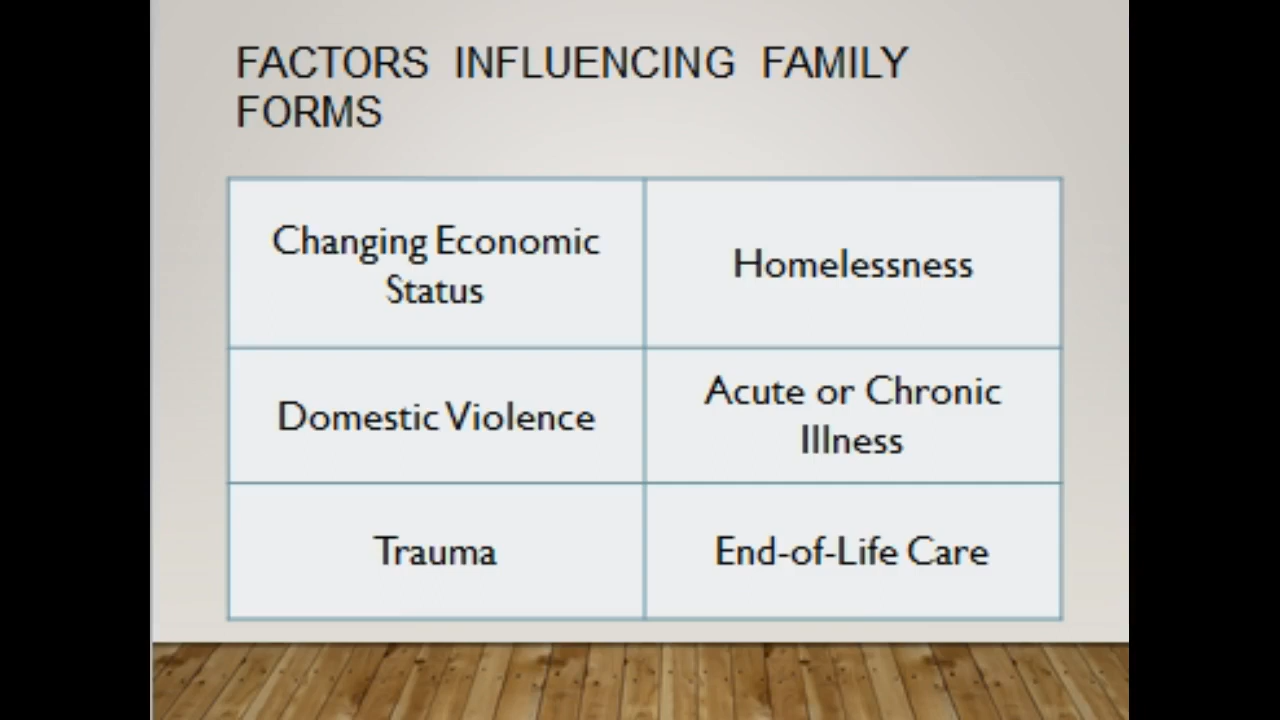 FACTORS INFLUENCING FAMILY
FORMS
Changing Economic
Status
Homelessness
Domestic Violence
Acute or Chronic
Illness
Trauma
End-of-Life Care